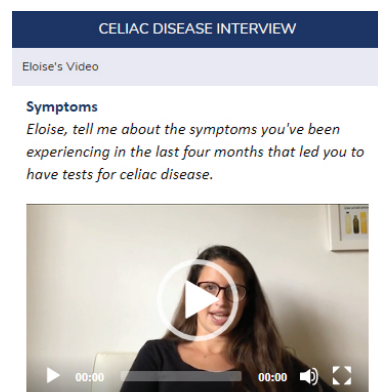 CELIAC DISEASE INTERVIEW
Eloise's Video
Symptoms
Eloise, tell me about the symptoms you've been
experiencing in the last four months that led you to
have tests for celiac disease.
00:00
00:00